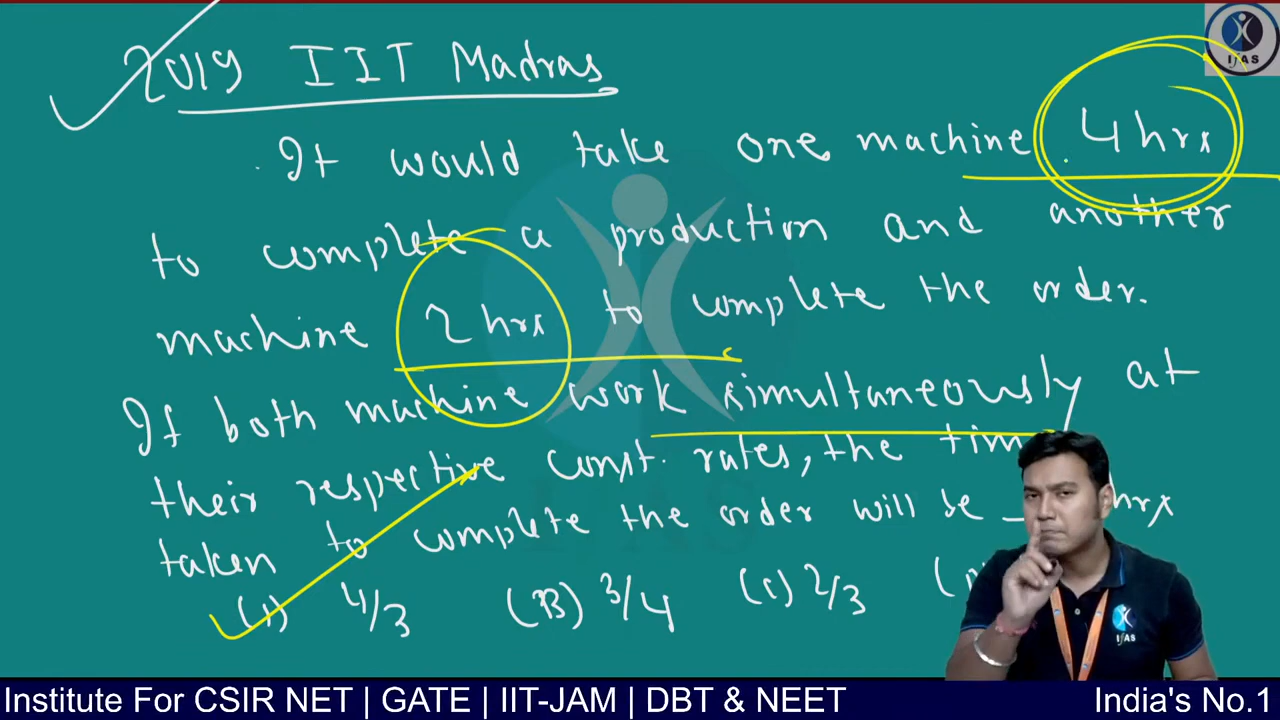 2019 IIT Madras
IfAS
It would take one machine 4 hrs
to complete a production and another
machine 2 hrs to complete the order.
If both machine work simultaneously at
their respective const. rates, the tim
taken to complete the order will be _ hrs
4/3 (B) 3/4 (C) 2/3
IFAS
IFAS
Institute For CSIR NET | GATE | IIT-JAM | DBT & NEET India's No.1